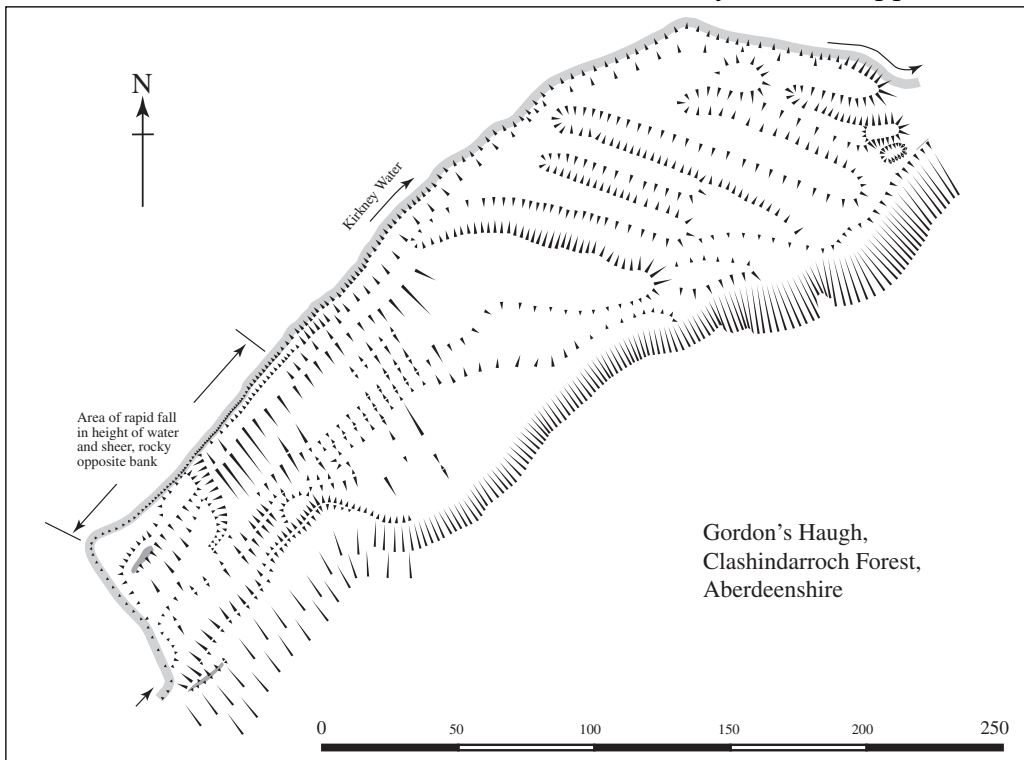 N
Kirkney Water
Area of rapid fall
in height of water
and sheer, rocky
opposite bank
Gordon's Haugh,
Clashindarroch Forest,
Aberdeenshire
0 50 100 150 200 250